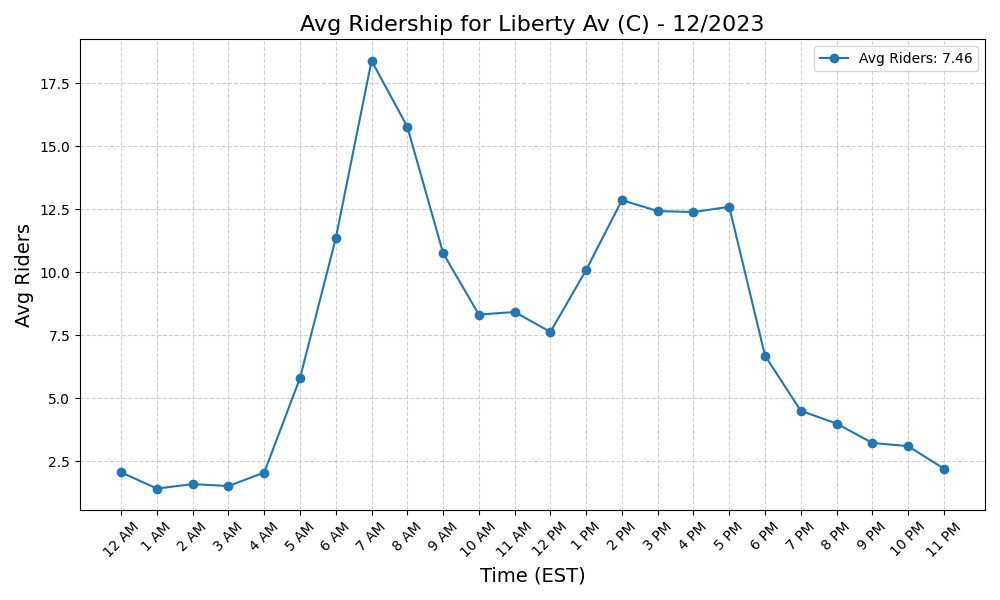 Avg Ridership for Liberty Av (C) - 12/2023
Avg Riders: 7.46
Avg Riders
17.5
15.0
12.5
10.0
7.5
5.0
2.5
12 AM
1 AM
2 AM
3 AM
4 AM
5 AM
6 AM
7 AM
8 AM
9 AM
10 AM
11 AM
12 PM
1 PM
2 PM
3 PM
4 PM
5 PM
6 PM
7 PM
8 PM
9 PM
10 PM
11 PM
Time (EST)